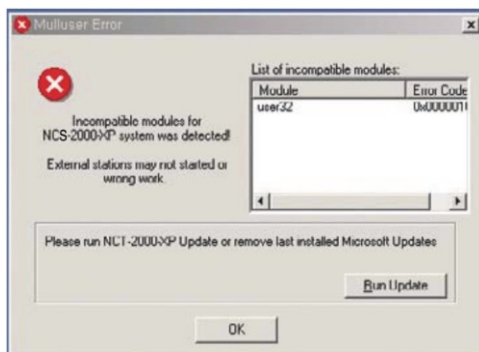 Mulluser Error
List of incompatible modules:
Module Error Code
user32
Incompatible modules for
NCS-2000-XP system was detected!
External stations may not started or
wrong work.
Please run NCT-2000-XP Update or remove last installed Microsoft Updates
Run Update
OK